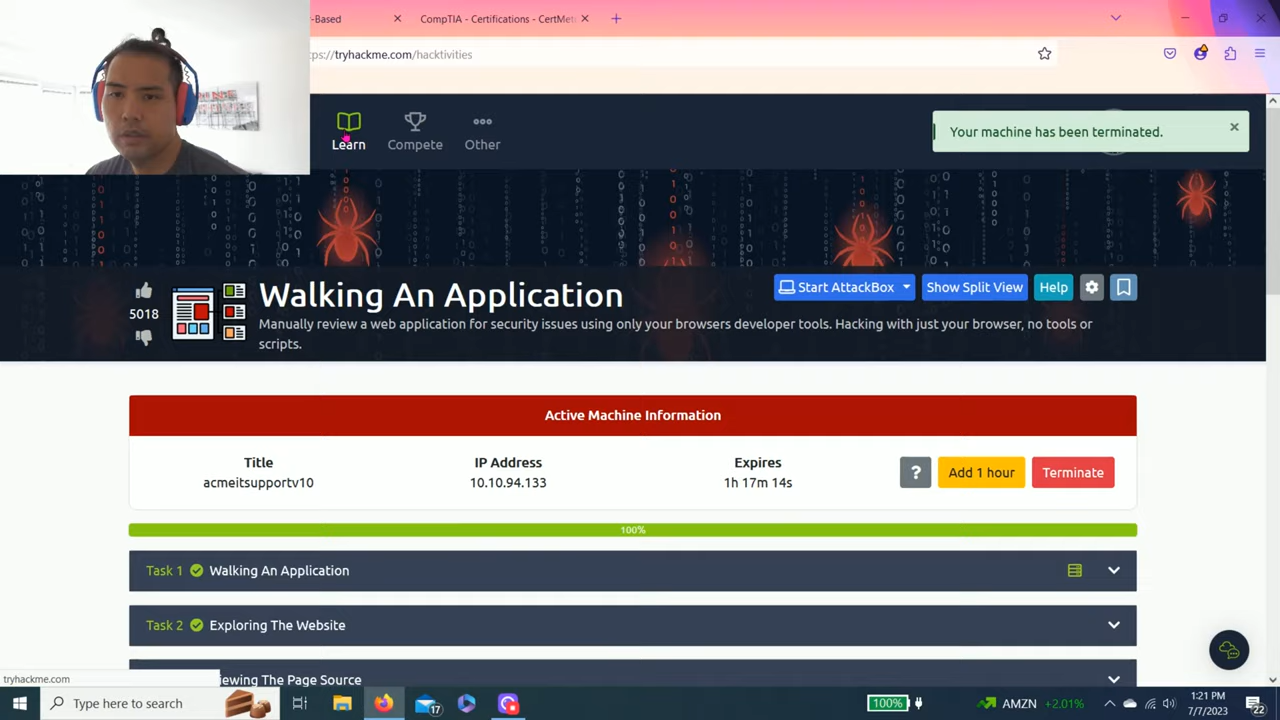 -Based
CompTIA - Certifications - CertMet
ps://tryhackme.com/hacktivities
Learn
Compete
Other
Your machine has been terminated.
5018
Walking An Application
Manually review a web application for security issues using only your browsers developer tools. Hacking with just your browser, no tools or
scripts.
Start AttackBox
Show Split View
Help
Active Machine Information
Title
IP Address
Expires
acmeitsupportv10
10.10.94.133
1h 17m 14s
?
Add 1 hour
Terminate
100%
Task 1 Walking An Application
Task 2 Exploring The Website
iewing The Page Source
tryhackme.com
Type here to search
17
100%
AMZN +2.01%
1:21 PM
7/7/2023
22